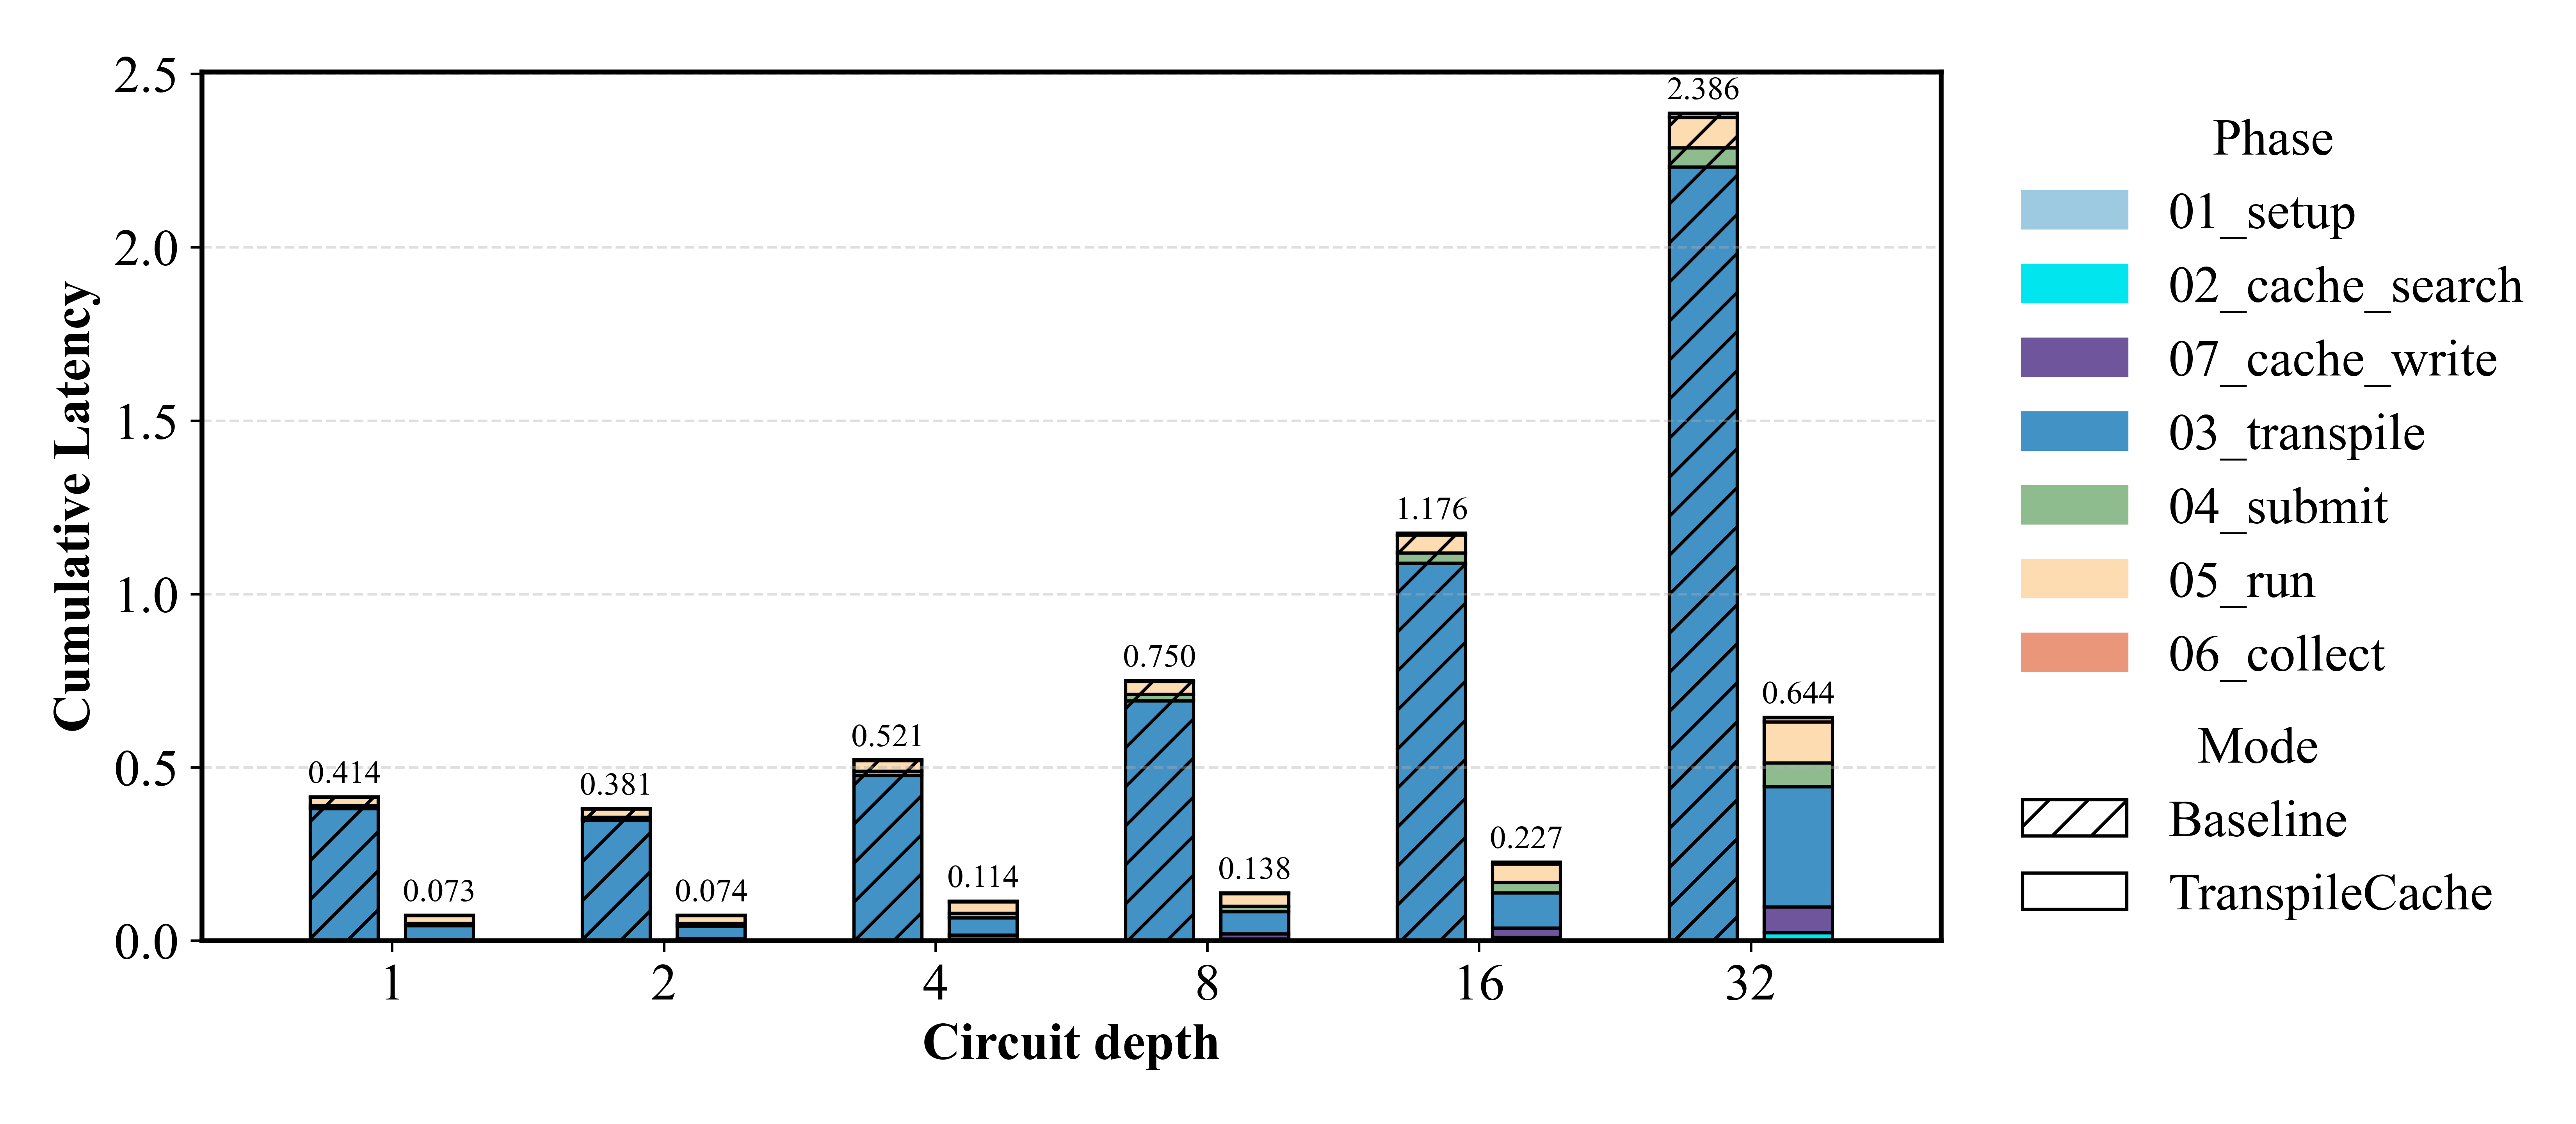 2.5
2.0
1.5
1.0
0.5
0.0
Cumulative Latency
0.414
0.073
0.381
0.074
0.521
0.114
0.750
0.138
1.176
0.227
2.386
0.644
1
2
4
8
16
32
Circuit depth
Phase
01_setup
02_cache_search
07_cache_write
03_transpile
04_submit
05_run
06_collect
Mode
Baseline
TranspileCache